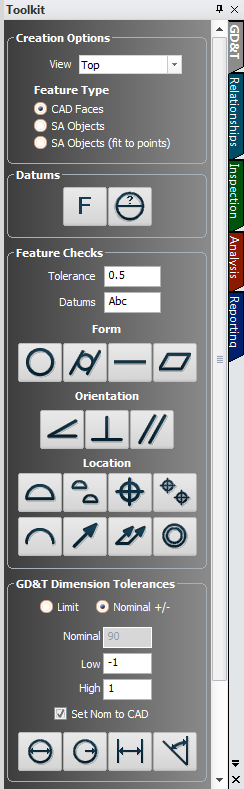 Toolkit
Creation Options
View Top
Feature Type
CAD Faces
SA Objects
SA Objects (fit to points)
Datums
F ?
Feature Checks
Tolerance 0.5
Datums Abc
Form
Orientation
Location
GD&T Dimension Tolerances
Limit Nominal +/-
Nominal 90
Low -1
High 1
Set Nom to CAD
GD&T
Relationships
Inspection
Analysis
Reporting